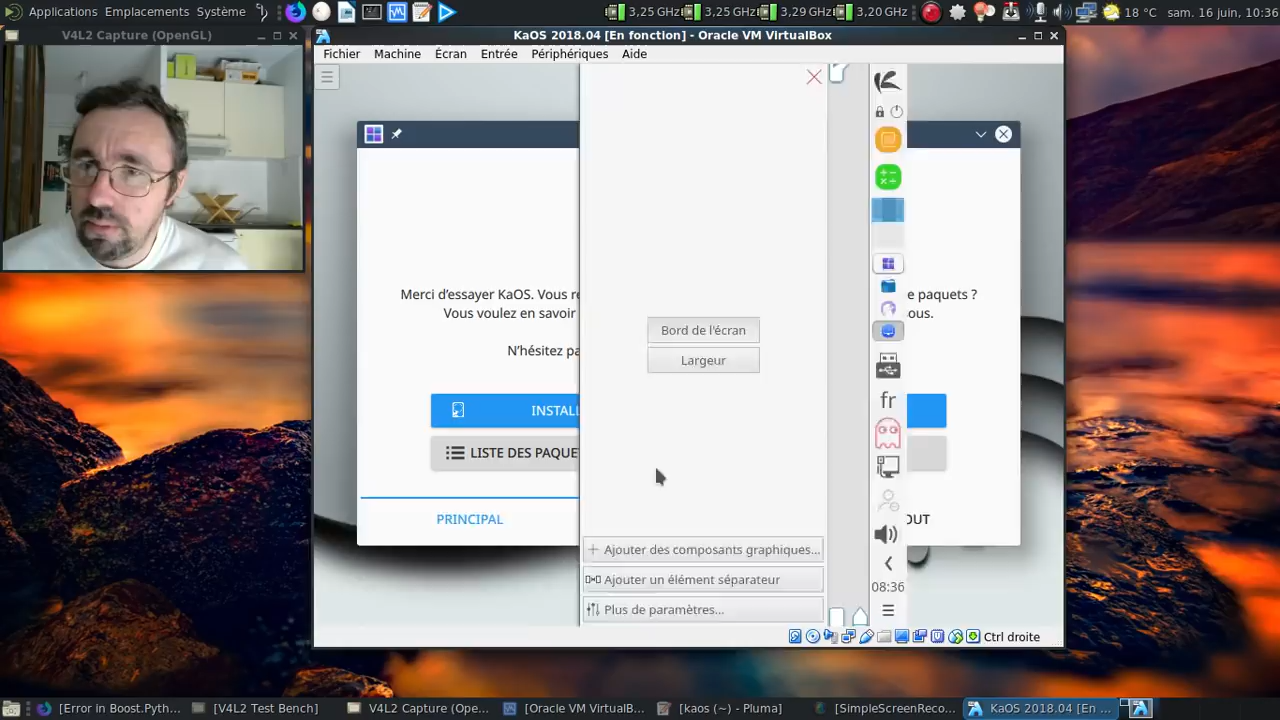 Applications Emplacements Système
3,25 GHz 3,25 GHz 3,29 GHz 3,20 GHz
18 °C sam. 16 juin, 10:36
V4L2 Capture (OpenGL)
KaOS 2018.04 [En fonction] - Oracle VM VirtualBox
Fichier Machine Écran Entrée Périphériques Aide
Merci d'essayer KaOS. Vous re
e paquets ?
Vous voulez en savoir
ous.
N'hésitez pa
Bord de l'écran
Largeur
INSTALL
LISTE DES PAQUE
PRINCIPAL
OUT
fr
Ajouter des composants graphiques...
Ajouter un élément séparateur
Plus de paramètres...
08:36
Ctrl droite
[Error in Boost.Pyth...
[V4L2 Test Bench]
V4L2 Capture (Ope...
[Oracle VM VirtualB...
[kaos (~) - Pluma]
[SimpleScreenReco...
KaOS 2018.04 [En ...